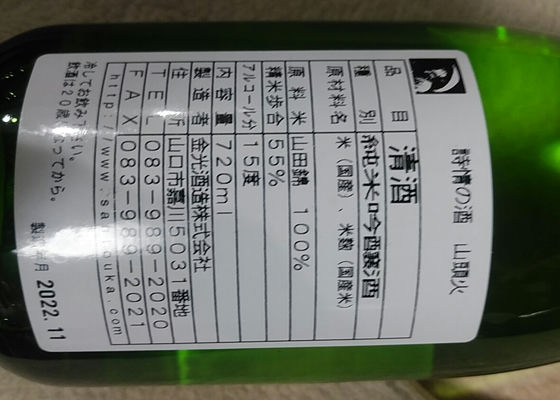 詩情の酒 山頭火
品目 清酒
種別 純米吟醸酒
原材料名 米(国産)、米麹(国産米)
原料米 山田錦 100%
精米歩合 55%
アルコール分 15度
内容量 720ml
製造者 金光酒造株式会社
住所 山口市嘉川5031番地
TEL 083-989-2020
FAX 083-989-2021
http://www.santouka.com
冷してお飲み下さい。
飲酒は20歳になってから。
製造年月 2022.11